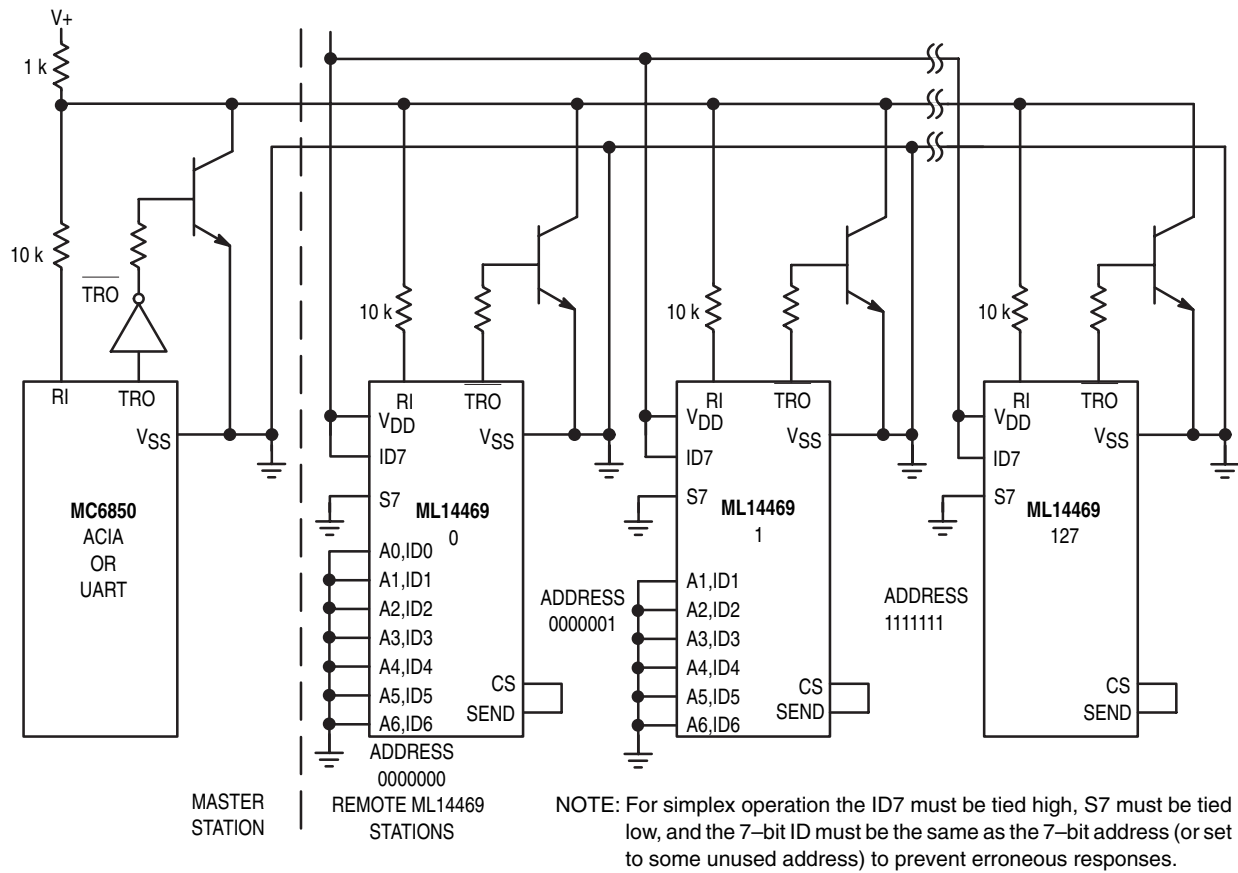 V+
1 k
10 k
TRO
RI
TRO
VSS
MC6850
ACIA
OR
UART
MASTER
STATION
10 k
RI
TRO
VDD
VSS
ID7
S7
ML14469
0
A0,ID0
A1,ID1
A2,ID2
A3,ID3
A4,ID4
A5,ID5
A6,ID6
CS
SEND
ADDRESS
0000000
REMOTE ML14469
STATIONS
10 k
RI
TRO
VDD
VSS
ID7
S7
ML14469
1
ADDRESS
0000001
A1,ID1
A2,ID2
A3,ID3
A4,ID4
A5,ID5
A6,ID6
CS
SEND
10 k
RI
TRO
VDD
VSS
ID7
S7
ML14469
127
ADDRESS
1111111
CS
SEND
NOTE: For simplex operation the ID7 must be tied high, S7 must be tied
low, and the 7–bit ID must be the same as the 7–bit address (or set
to some unused address) to prevent erroneous responses.